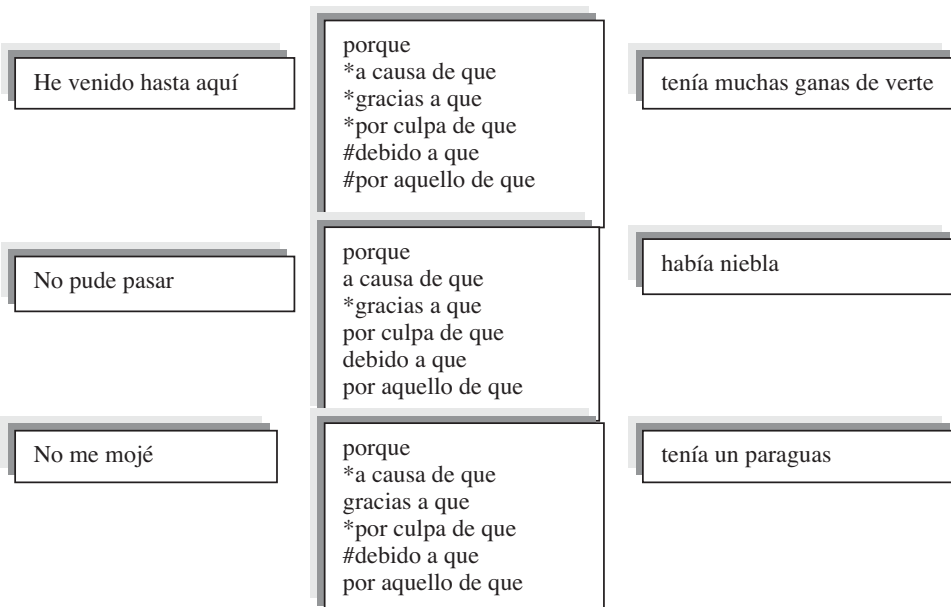 He venido hasta aquí
porque
*a causa de que
*gracias a que
*por culpa de que
#debido a que
#por aquello de que
tenía muchas ganas de verte
No pude pasar
porque
a causa de que
*gracias a que
por culpa de que
debido a que
por aquello de que
había niebla
No me mojé
porque
*a causa de que
gracias a que
*por culpa de que
#debido a que
por aquello de que
tenía un paraguas